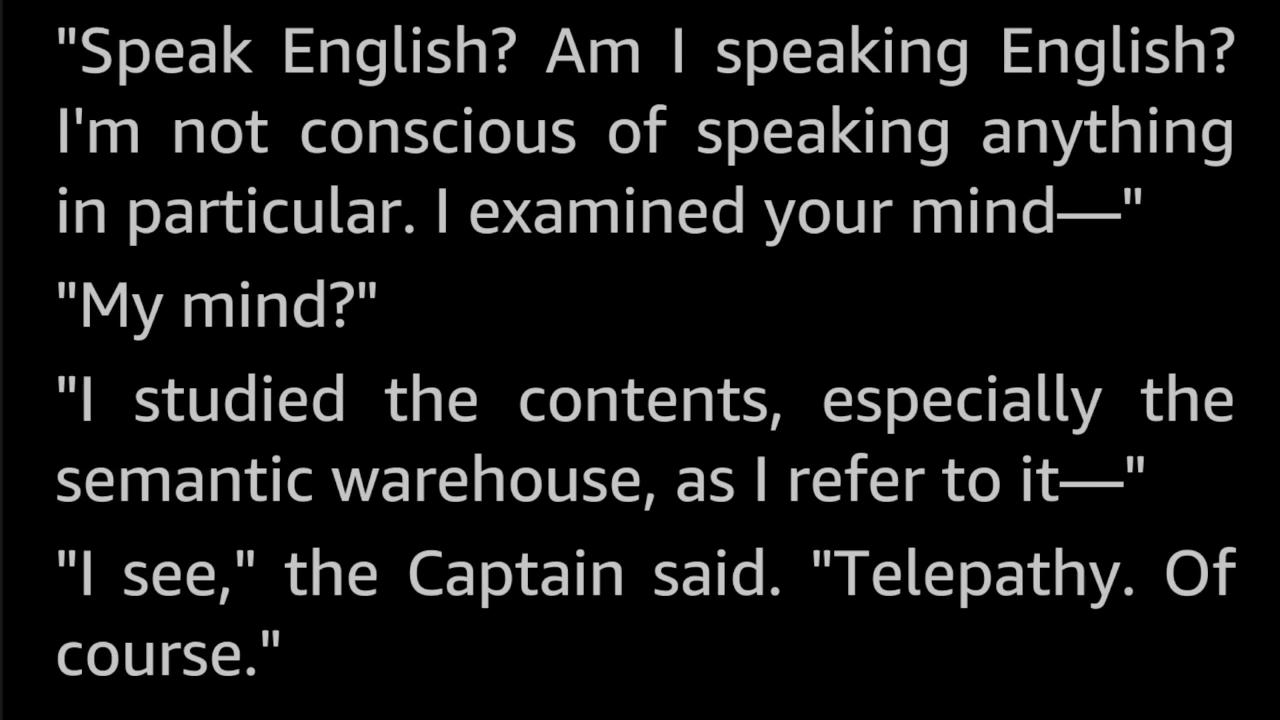 "Speak English? Am I speaking English?
I'm not conscious of speaking anything
in particular. I examined your mind—"
"My mind?"
"I studied the contents, especially the
semantic warehouse, as I refer to it—"
"I see," the Captain said. "Telepathy. Of
course."